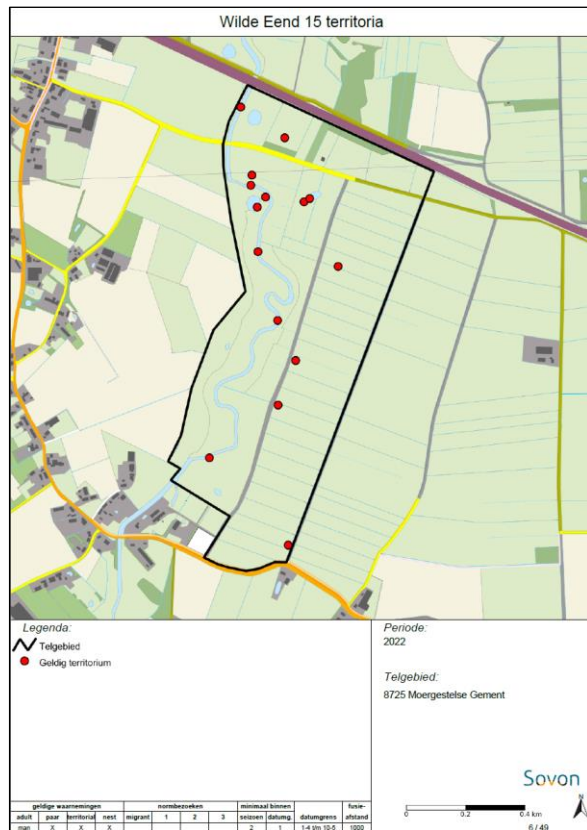 Wilde Eend 15 territoria
Legenda:
Telgebied
Geldig territorium
Periode:
2022
Telgebied:
8725 Moergestelse Gement
Sovon
0 0.2 0.4 km
N
geldige waarnemingen normbezoeken minimaal binnen fusie-
adult paar territorial nest migrant 1 2 3 seizoen datumg. datumgrens afstand
man X X X 2 1 1-4 t/m 10-5 1000
6 / 49